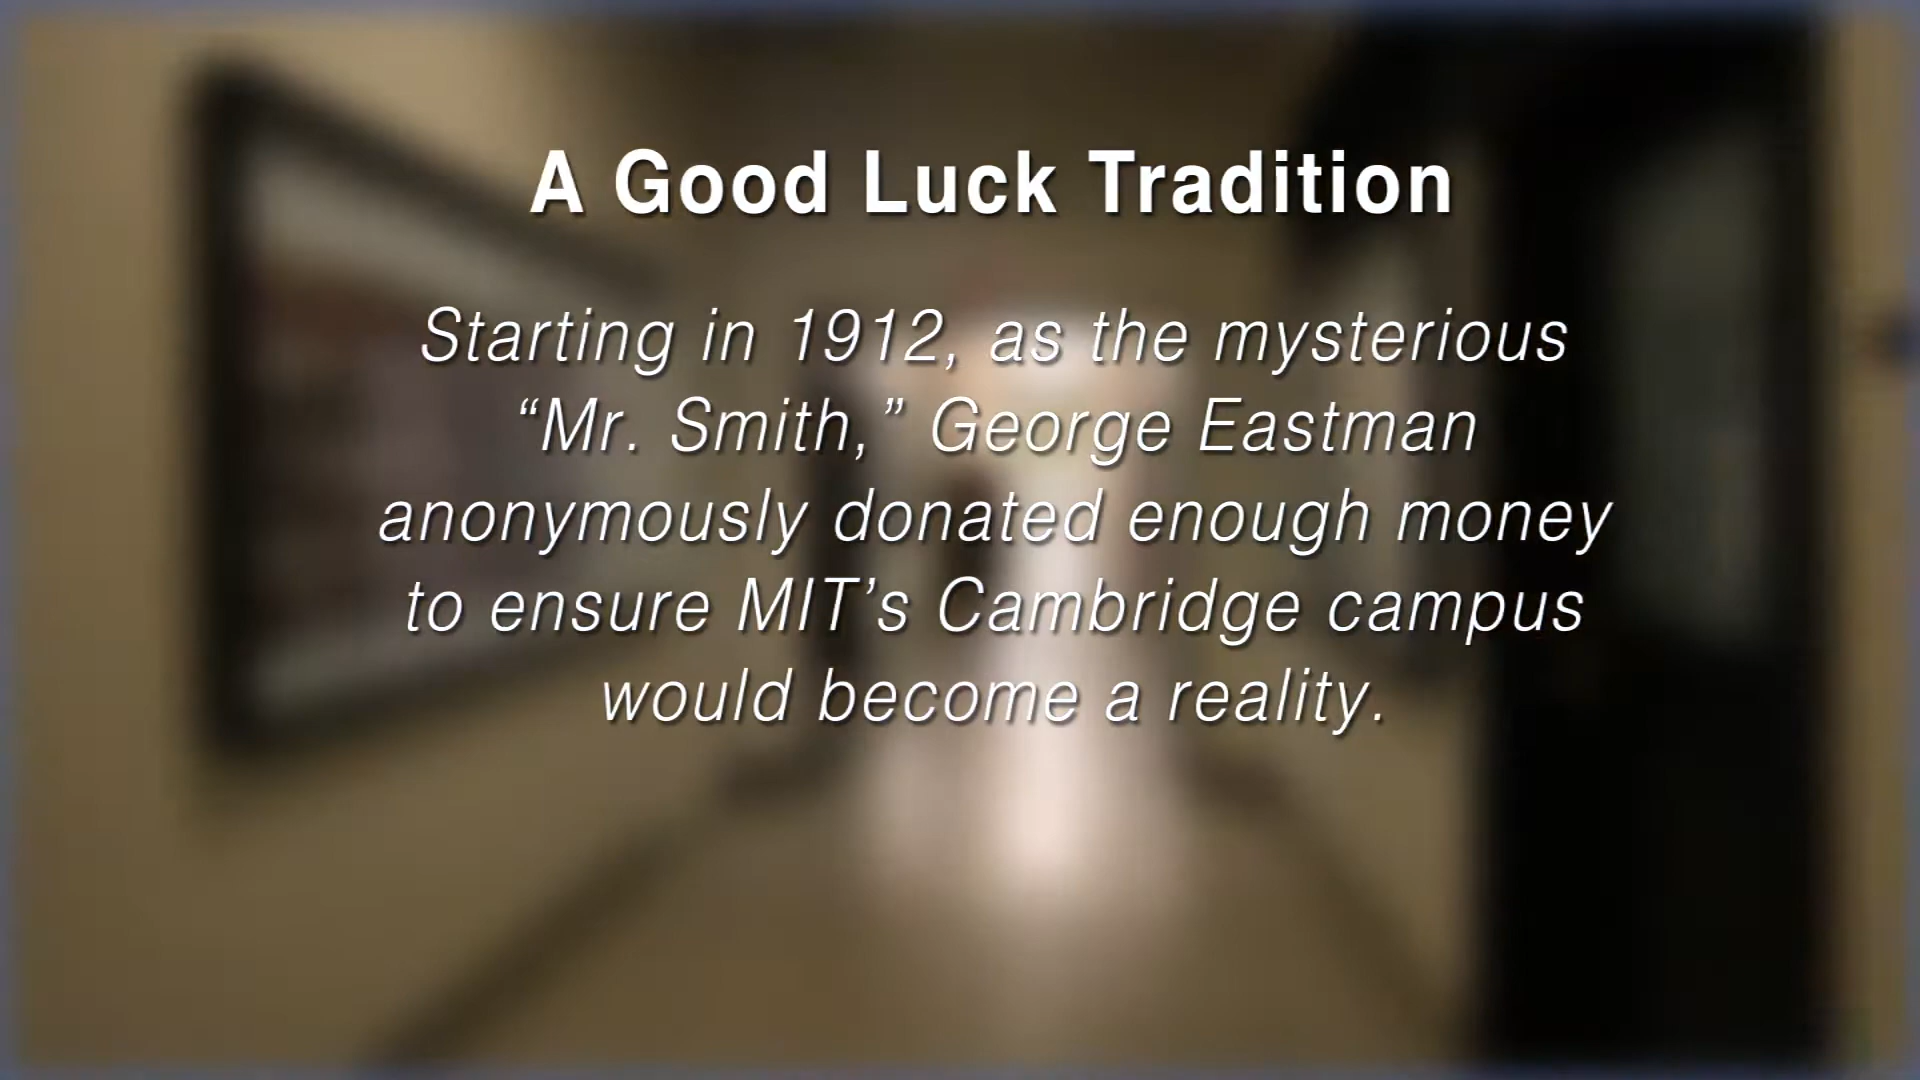 A Good Luck Tradition
Starting in 1912, as the mysterious
“Mr. Smith,” George Eastman
anonymously donated enough money
to ensure MIT’s Cambridge campus
would become a reality.